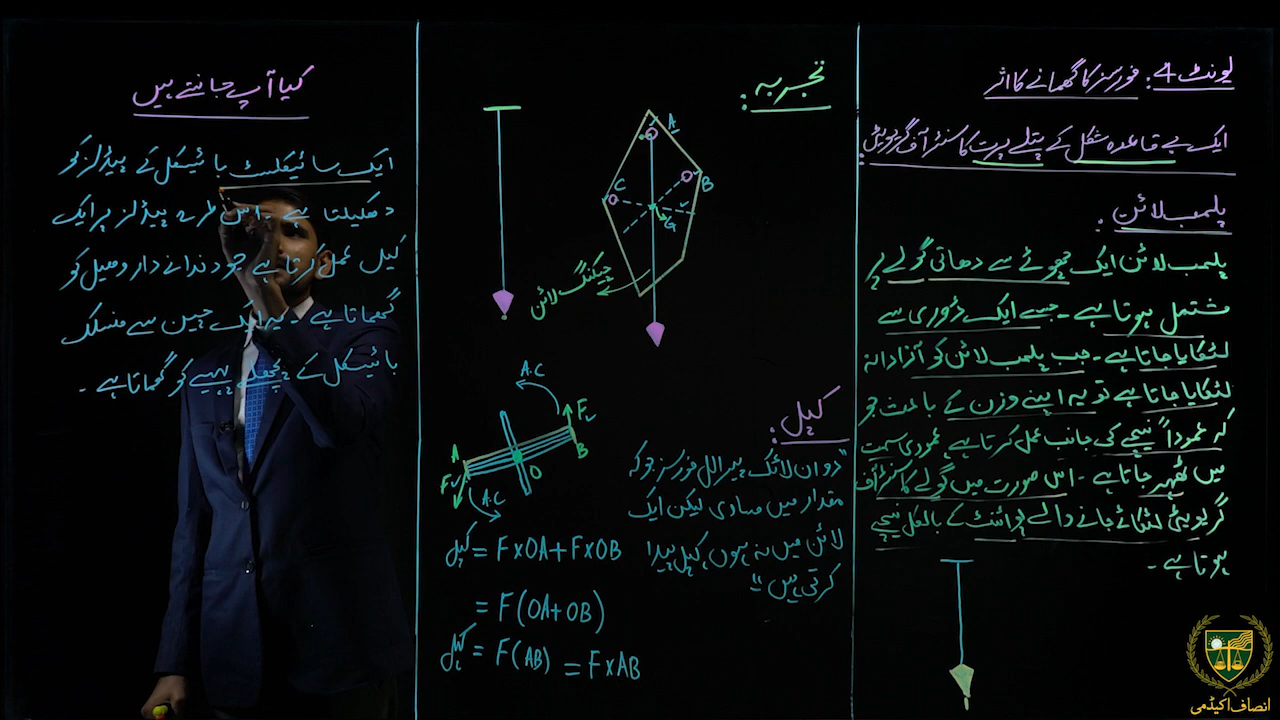 یونٹ 4: فورسز کا گھمانے کا اثر
ایک بے قاعدہ شکل کے پتلے پرت کا سنٹر آف گریویٹی:
پلمب لائن:
پلمب لائن ایک چھوٹے سے دھاتی گولے پر
مشتمل ہوتا ہے۔ جسے ایک ڈوری سے
لٹکایا جاتا ہے۔ جب پلمب لائن کو آزادانہ
لٹکایا جاتا ہے تو یہ اپنے وزن کے باعث جو
کہ عموداً نیچے کی جانب عمل کرتا ہے عمودی سمت
میں ٹھہر جاتا ہے۔ اس صورت میں گولے کا سنٹر آف
گریویٹی لٹکائے جانے والے پوائنٹ کے بالکل نیچے
ہوتا ہے۔
تجربہ:
A
B
C
G
چیکنگ لائن
کپل:
"دو ان لائک پیرالل فورسز جو کہ
مقدار میں مساوی لیکن ایک
لائن میں نہ ہوں، کپل پیدا
کرتی ہیں"
A.C
F₂
B
A
O
A.C
کپل = F×OA + F×OB
= F(OA+OB)
کپل = F(AB) = F×AB
کیا آپ جانتے ہیں
ایک سائیکلسٹ بائیسکل کے پیڈلز کو
دھکیلتا ہے۔ اس طرح پیڈلز پر ایک
کپل عمل کرتا ہے جو دندانے دار وھیل کو
گھماتا ہے۔ یہ ایک چین سے منسلک
بائیسکل کے پچھلے پہیے کو گھماتا ہے۔
انصاف اکیڈمی